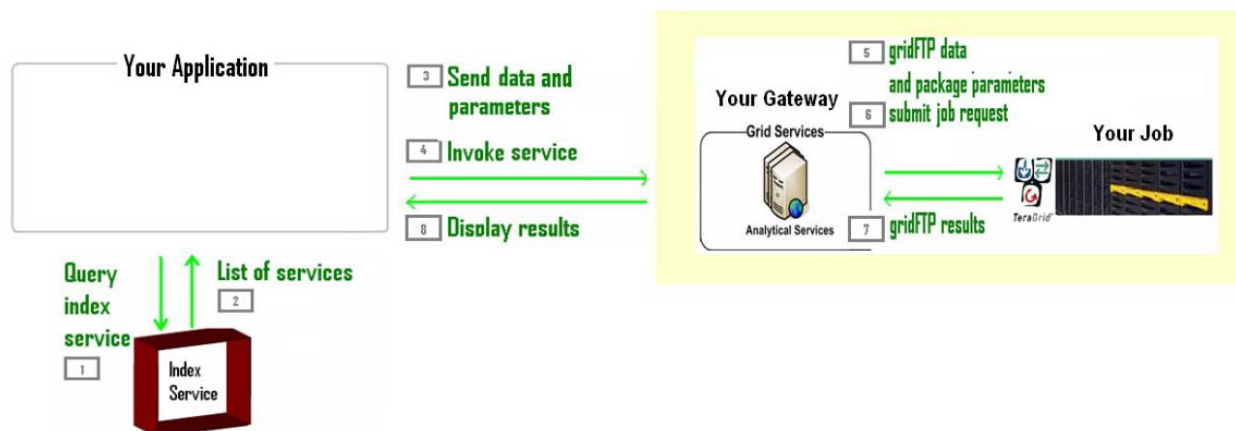 Your Application
3 Send data and
parameters
4 Invoke service
8 Display results
Query
index
service
1
List of services
2
Index
Service
5 gridFTP data
and package parameters
6 submit job request
Your Gateway
Grid Services
Analytical Services
7 gridFTP results
Your Job
TeraGrid